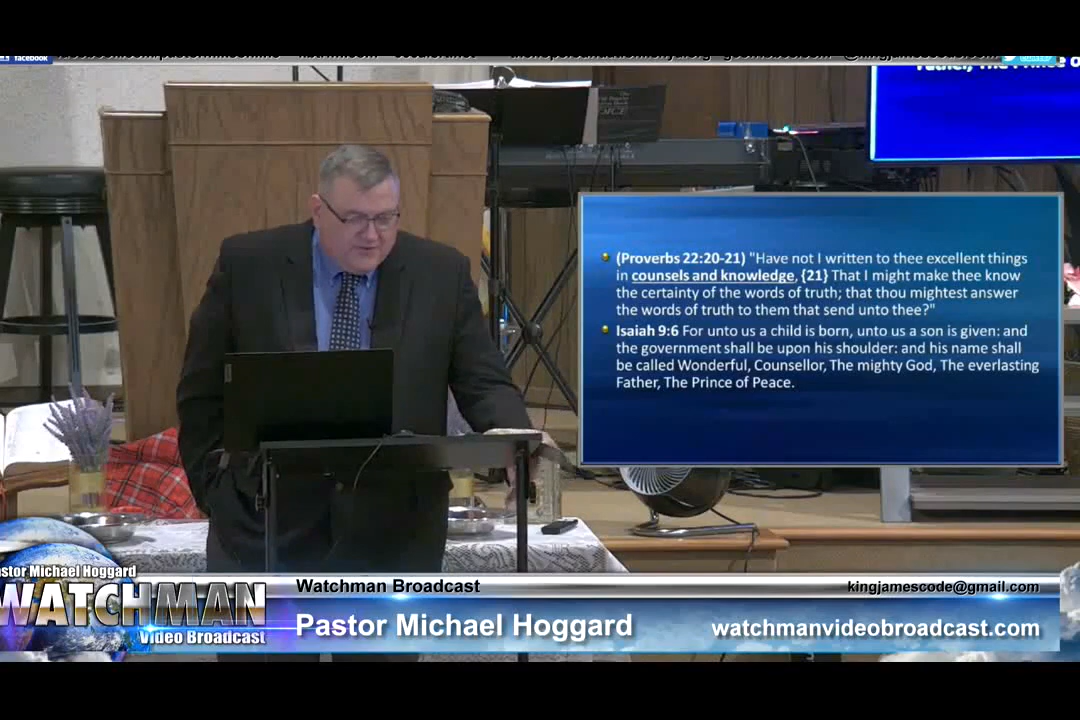 facebook
Father, The Prince o
(Proverbs 22:20-21) "Have not I written to thee excellent things
in counsels and knowledge, {21} That I might make thee know
the certainty of the words of truth; that thou mightest answer
the words of truth to them that send unto thee?"
Isaiah 9:6 For unto us a child is born, unto us a son is given: and
the government shall be upon his shoulder: and his name shall
be called Wonderful, Counsellor, The mighty God, The everlasting
Father, The Prince of Peace.
astor Michael Hoggard
WATCHMAN
Video Broadcast
Watchman Broadcast
kingjamescode@gmail.com
Pastor Michael Hoggard
watchmanvideobroadcast.com